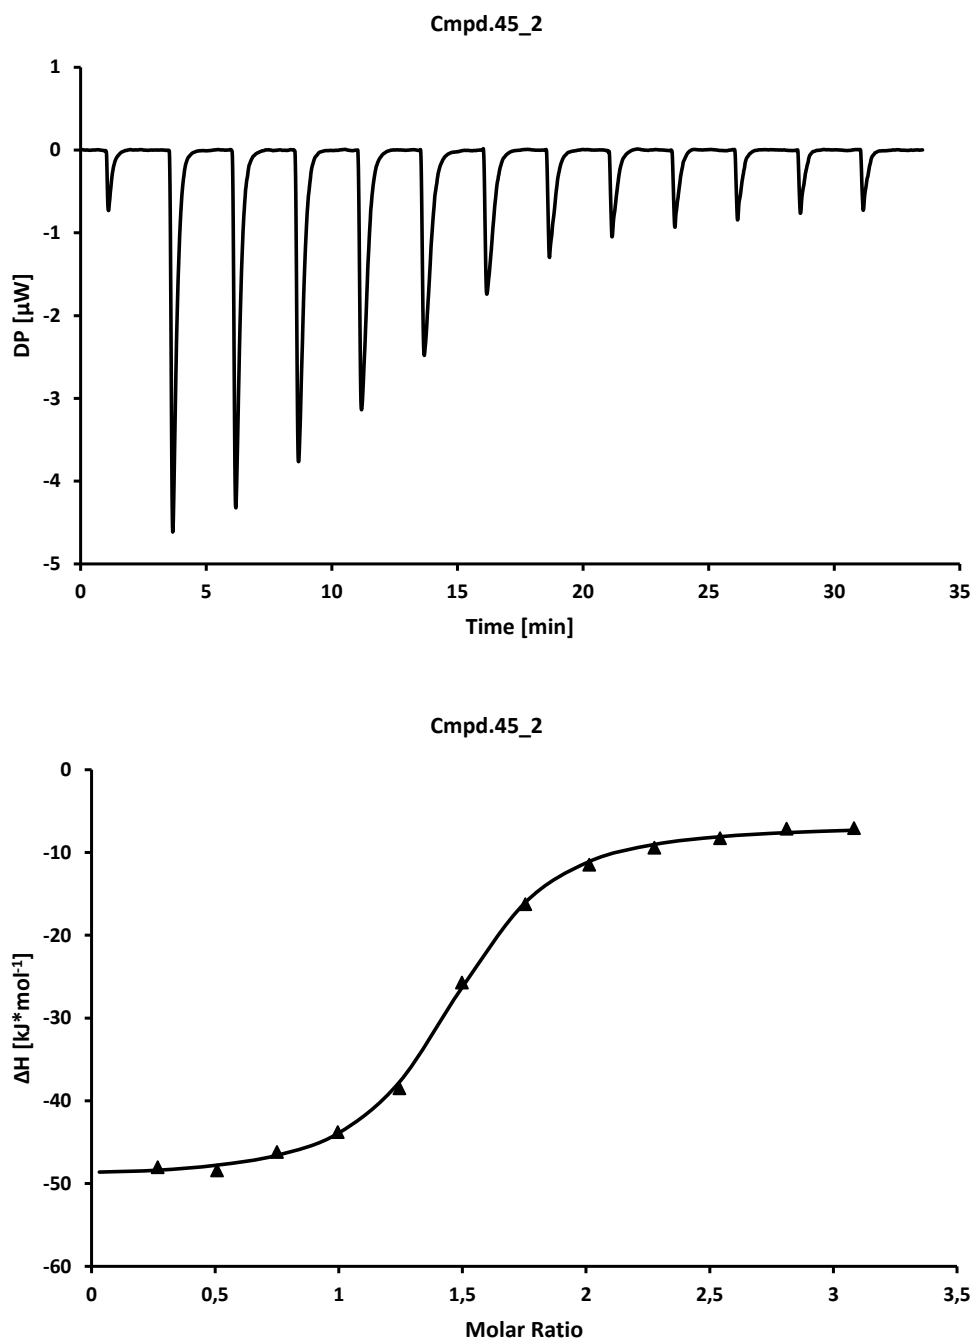 Cmpd.45_2
1
0
-1
-2
-3
-4
-5
DP [µW]
0 5 10 15 20 25 30 35
Time [min]
Cmpd.45_2
0
-10
-20
-30
-40
-50
-60
ΔH [kJ*mol⁻¹]
0 0,5 1 1,5 2 2,5 3 3,5
Molar Ratio